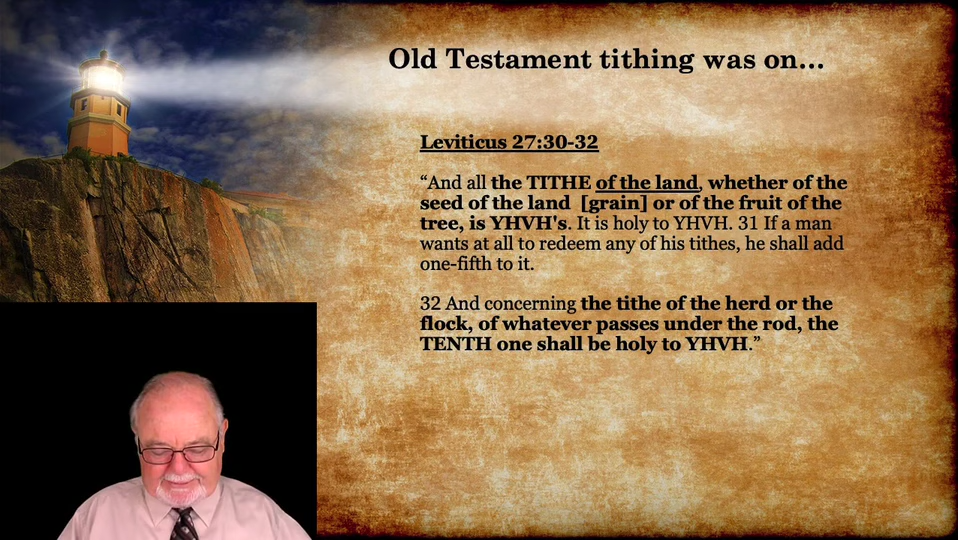 Old Testament tithing was on...
Leviticus 27:30-32
“And all the TITHE of the land, whether of the
seed of the land [grain] or of the fruit of the
tree, is YHVH's. It is holy to YHVH. 31 If a man
wants at all to redeem any of his tithes, he shall add
one-fifth to it.
32 And concerning the tithe of the herd or the
flock, of whatever passes under the rod, the
TENTH one shall be holy to YHVH.”